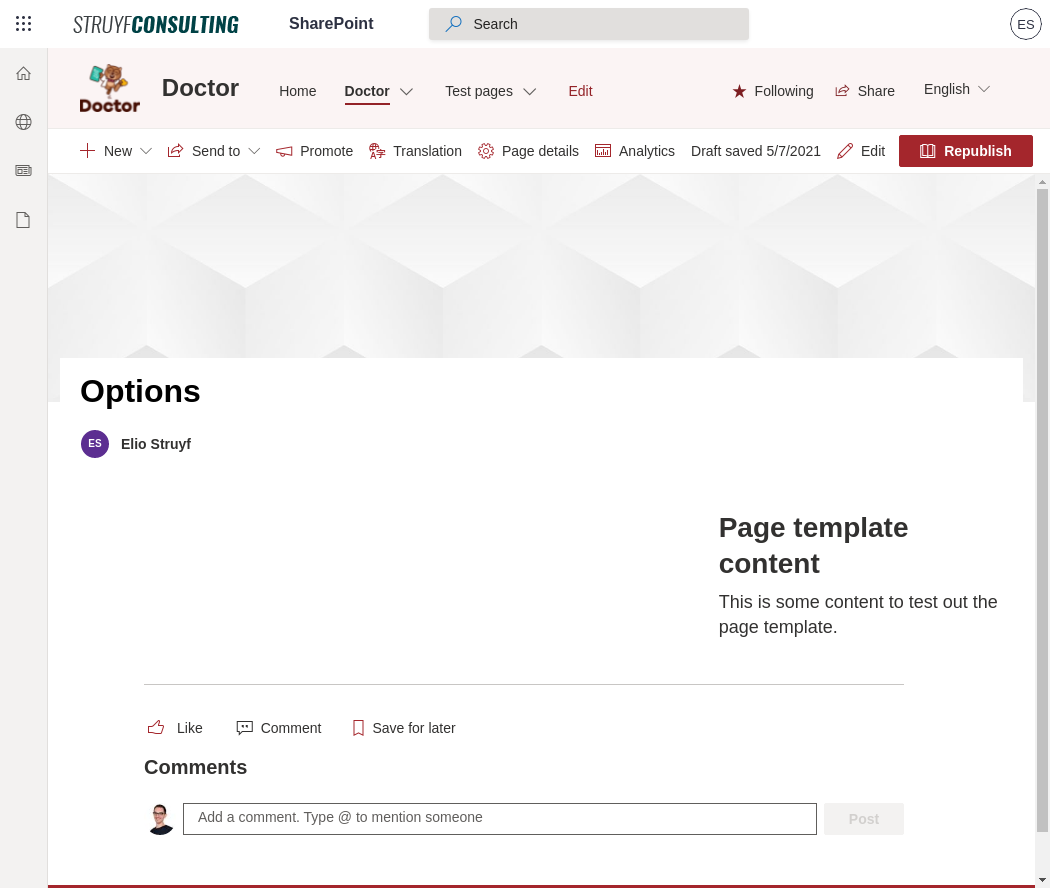 STRUYFCONSULTING SharePoint Search ES
Doctor Doctor Home Doctor Test pages Edit Following Share English
New Send to Promote Translation Page details Analytics Draft saved 5/7/2021 Edit Republish
Options
ES Elio Struyf
Page template
content
This is some content to test out the
page template.
Like Comment Save for later
Comments
Add a comment. Type @ to mention someone Post